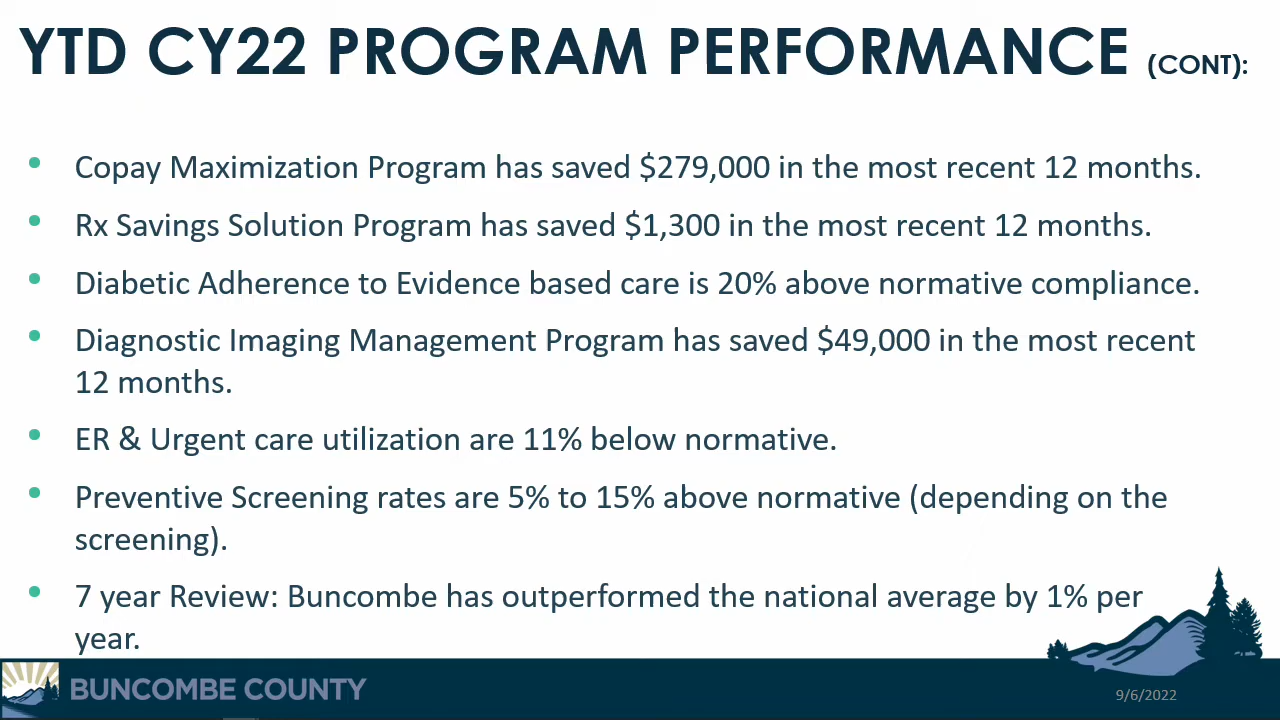 YTD CY22 PROGRAM PERFORMANCE (CONT):
• Copay Maximization Program has saved $279,000 in the most recent 12 months.
• Rx Savings Solution Program has saved $1,300 in the most recent 12 months.
• Diabetic Adherence to Evidence based care is 20% above normative compliance.
• Diagnostic Imaging Management Program has saved $49,000 in the most recent
12 months.
• ER & Urgent care utilization are 11% below normative.
• Preventive Screening rates are 5% to 15% above normative (depending on the
screening).
• 7 year Review: Buncombe has outperformed the national average by 1% per
year.
BUNCOMBE COUNTY
9/6/2022